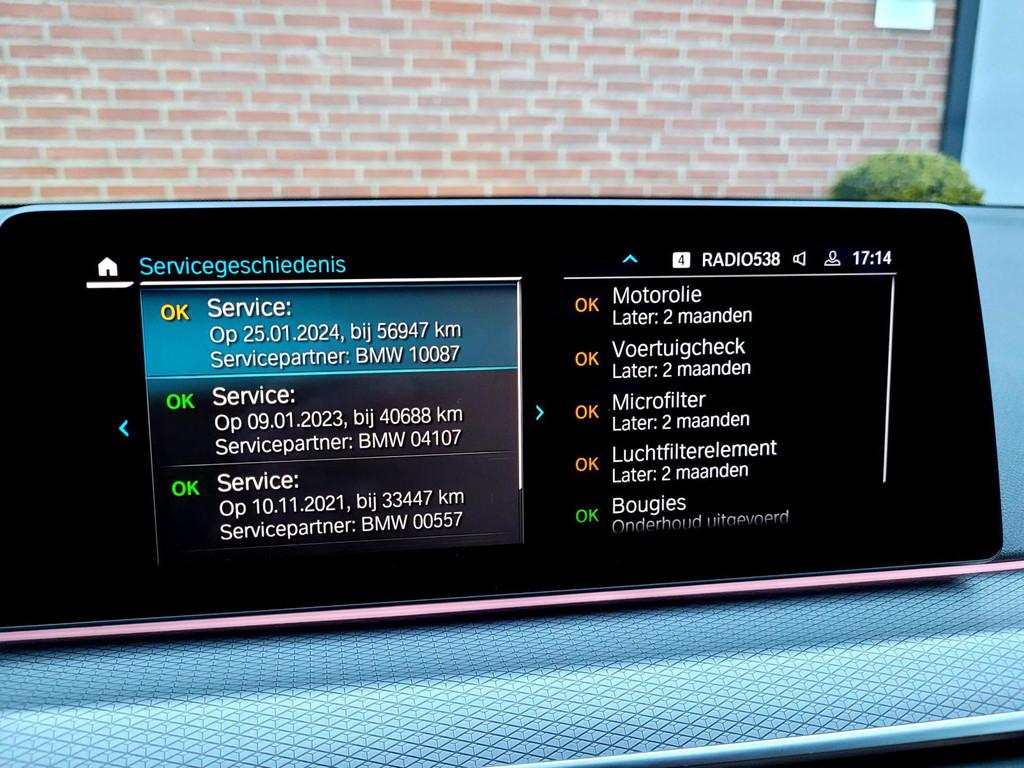 Servicegeschiedenis
4 RADIO538 17:14
OK Service:
Op 25.01.2024, bij 56947 km
Servicepartner: BMW 10087
OK Service:
Op 09.01.2023, bij 40688 km
Servicepartner: BMW 04107
OK Service:
Op 10.11.2021, bij 33447 km
Servicepartner: BMW 00557
OK Motorolie
Later: 2 maanden
OK Voertuigcheck
Later: 2 maanden
OK Microfilter
Later: 2 maanden
OK Luchtfilterelement
Later: 2 maanden
OK Bougies
Onderhoud uitgevoerd